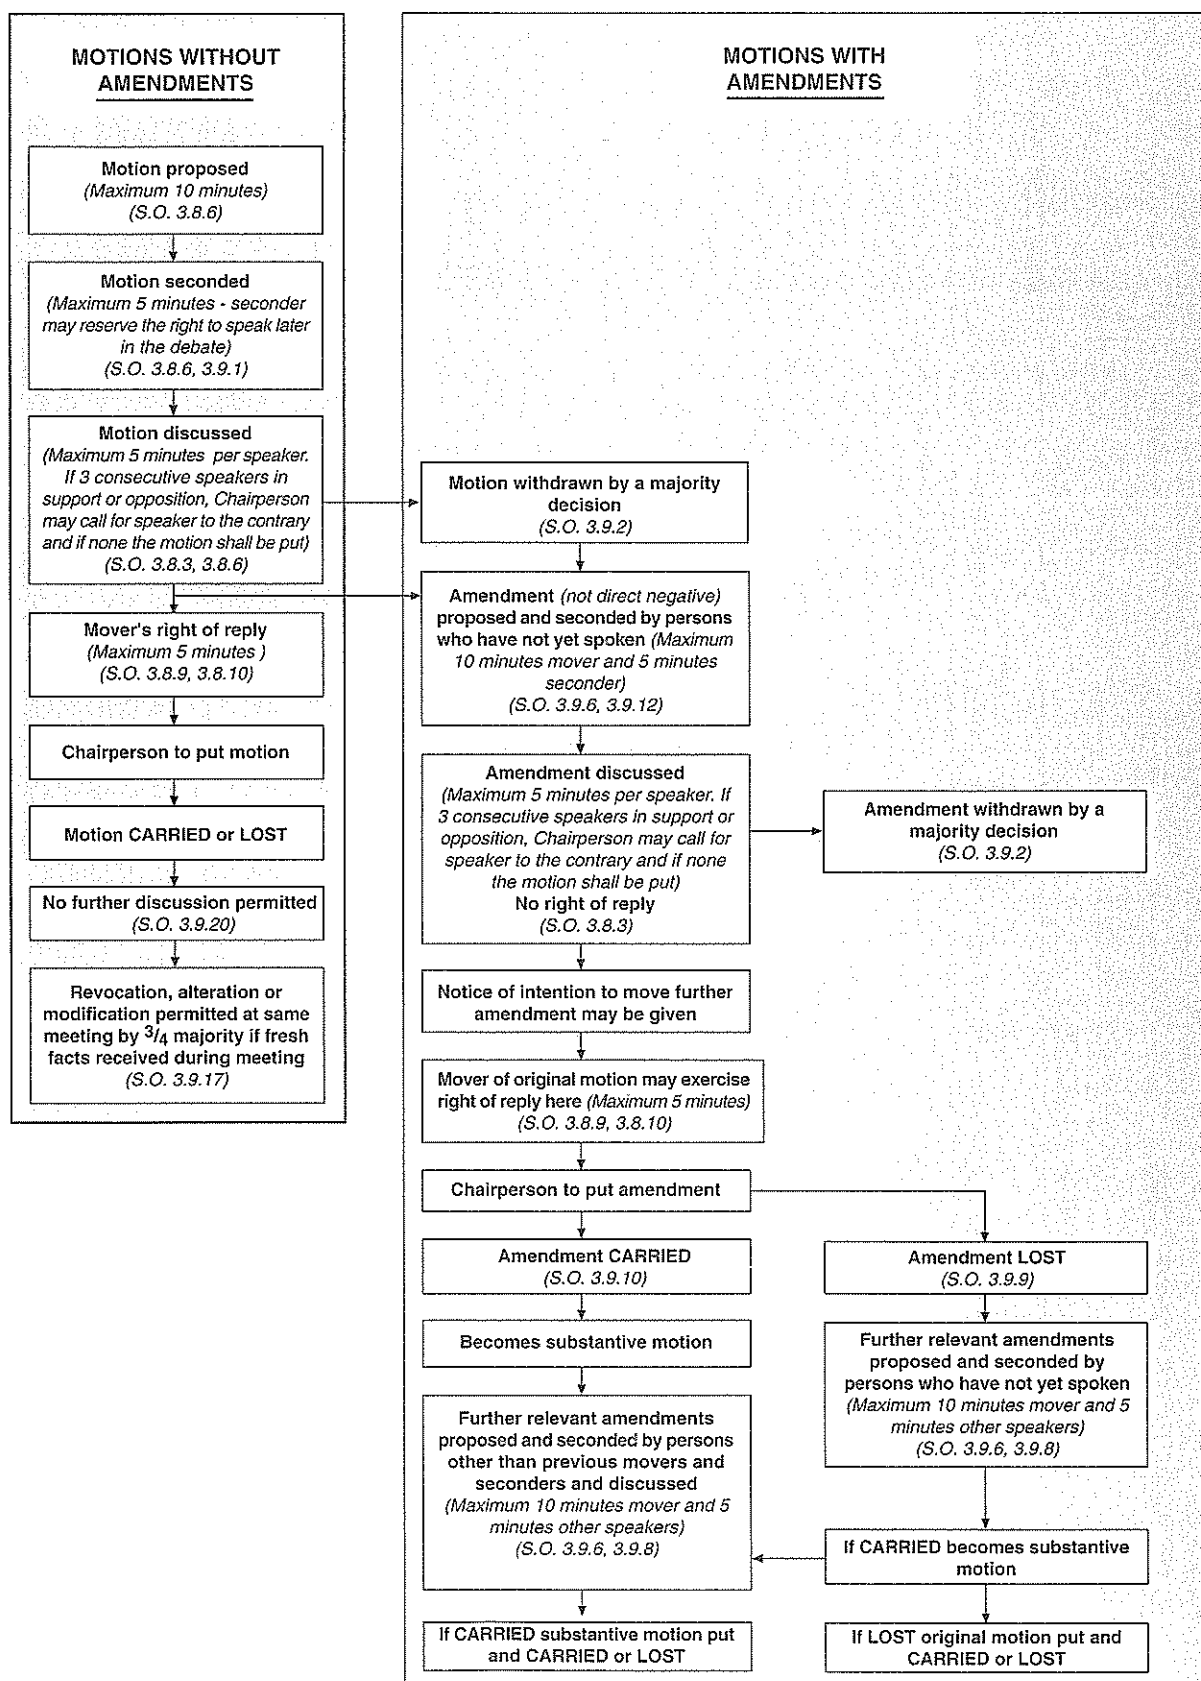 MOTIONS WITHOUT
AMENDMENTS
Motion proposed
(Maximum 10 minutes)
(S.O. 3.8.6)
Motion seconded
(Maximum 5 minutes - seconder
may reserve the right to speak later
in the debate)
(S.O. 3.8.6, 3.9.1)
Motion discussed
(Maximum 5 minutes per speaker.
If 3 consecutive speakers in
support or opposition, Chairperson
may call for speaker to the contrary
and if none the motion shall be put)
(S.O. 3.8.3, 3.8.6)
Mover's right of reply
(Maximum 5 minutes )
(S.O. 3.8.9, 3.8.10)
Chairperson to put motion
Motion CARRIED or LOST
No further discussion permitted
(S.O. 3.9.20)
Revocation, alteration or
modification permitted at same
meeting by 3/4 majority if fresh
facts received during meeting
(S.O. 3.9.17)
MOTIONS WITH
AMENDMENTS
Motion withdrawn by a majority
decision
(S.O. 3.9.2)
Amendment (not direct negative)
proposed and seconded by persons
who have not yet spoken (Maximum
10 minutes mover and 5 minutes
seconder)
(S.O. 3.9.6, 3.9.12)
Amendment discussed
(Maximum 5 minutes per speaker. If
3 consecutive speakers in support or
opposition, Chairperson may call for
speaker to the contrary and if none
the motion shall be put)
No right of reply
(S.O. 3.8.3)
Amendment withdrawn by a
majority decision
(S.O. 3.9.2)
Notice of intention to move further
amendment may be given
Mover of original motion may exercise
right of reply here (Maximum 5 minutes)
(S.O. 3.8.9, 3.8.10)
Chairperson to put amendment
Amendment CARRIED
(S.O. 3.9.10)
Becomes substantive motion
Further relevant amendments
proposed and seconded by persons
other than previous movers and
seconders and discussed
(Maximum 10 minutes mover and 5
minutes other speakers)
(S.O. 3.9.6, 3.9.8)
If CARRIED substantive motion put
and CARRIED or LOST
Amendment LOST
(S.O. 3.9.9)
Further relevant amendments
proposed and seconded by
persons who have not yet spoken
(Maximum 10 minutes mover and 5
minutes other speakers)
(S.O. 3.9.6, 3.9.8)
If CARRIED becomes substantive
motion
If LOST original motion put and
CARRIED or LOST